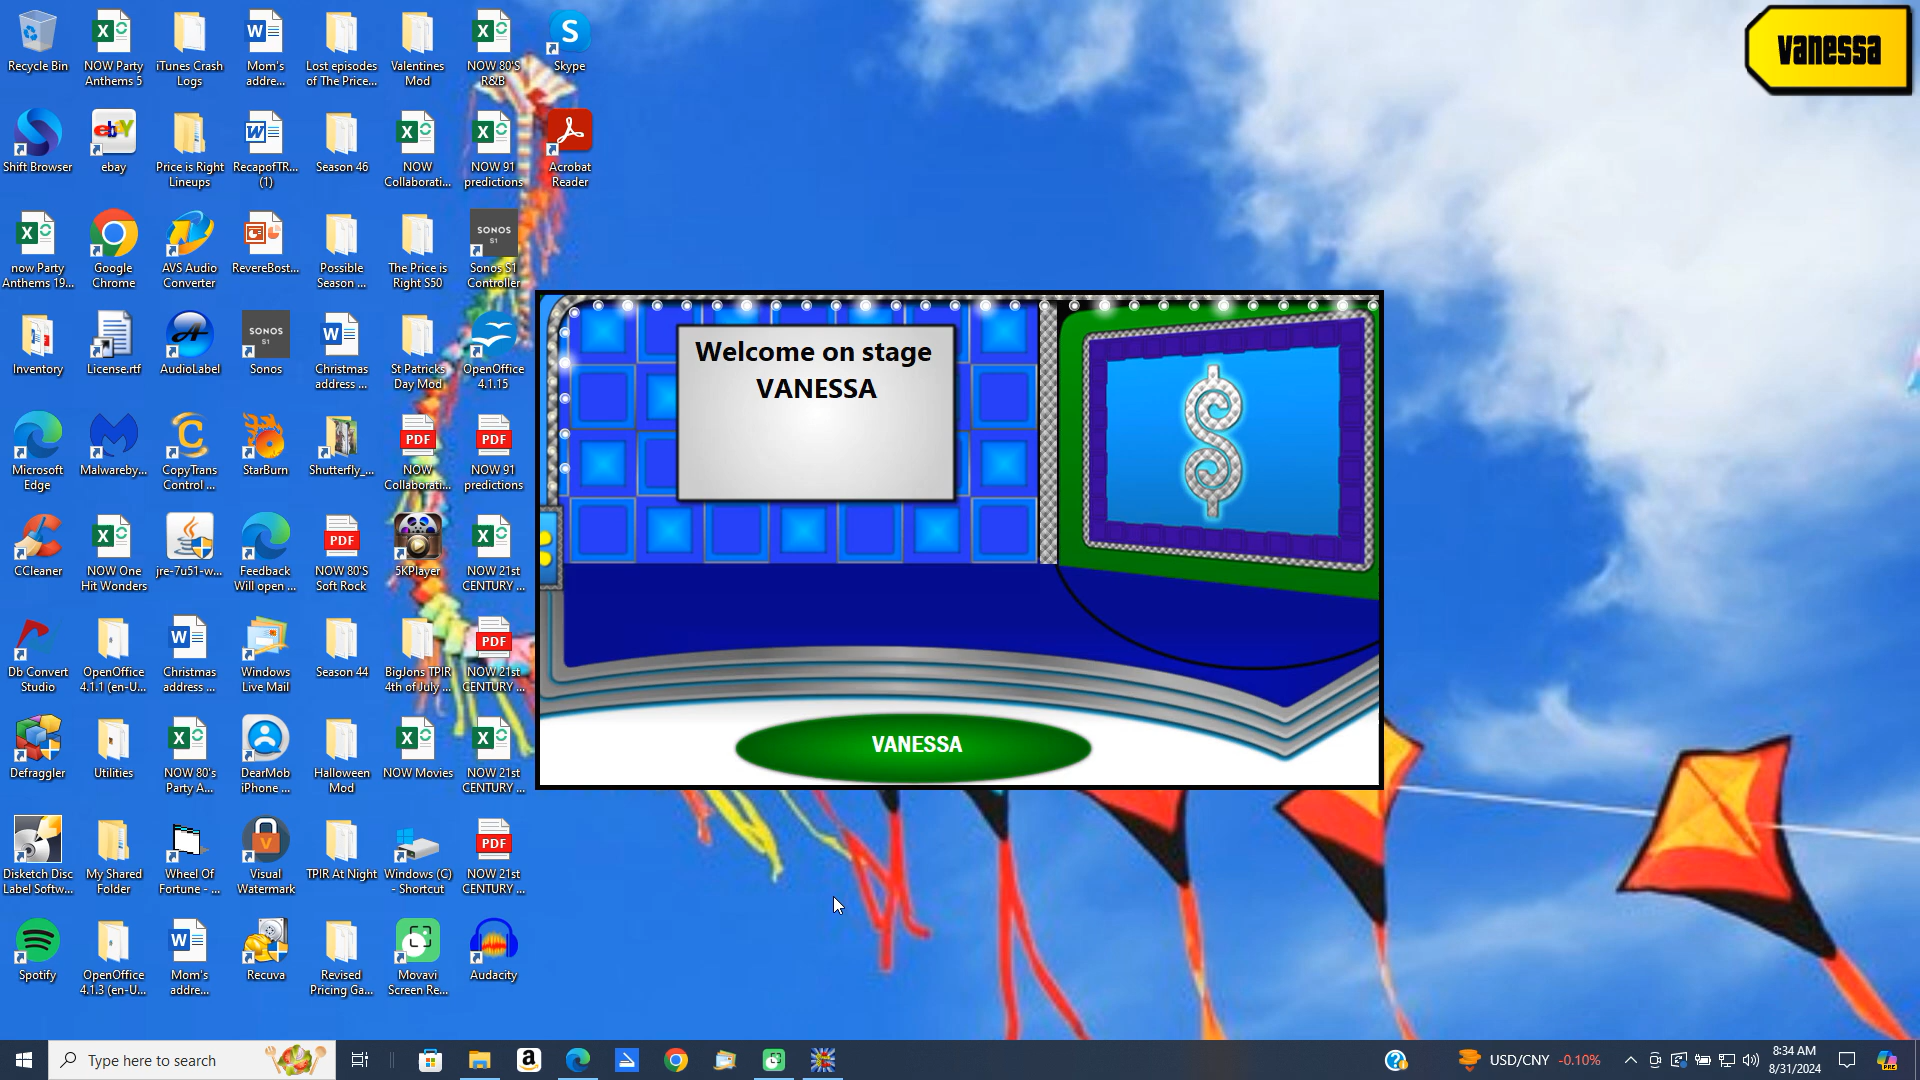 Recycle Bin
NOW Party
Anthems 5
iTunes Crash
Logs
Mom's
addre...
Lost episodes
of The Price...
Valentines
Mod
NOW 80'S
R&B
Skype
Shift Browser
ebay
Price is Right
Lineups
RecapofTR...
(1)
Season 46
NOW
Collaborati...
NOW 91
predictions
Acrobat
Reader
now Party
Anthems 19...
Google
Chrome
AVS Audio
Converter
RevereBost...
Possible
Season ...
The Price is
Right S50
SONOS
S1
Sonos S1
Controller
Inventory
License.rtf
AudioLabel
SONOS
S1
Sonos
Christmas
address ...
St Patricks
Day Mod
OpenOffice
4.1.15
Microsoft
Edge
Malwareby...
CopyTrans
Control ...
StarBurn
Shutterfly_...
PDF
NOW
Collaborati...
PDF
NOW 91
predictions
CCleaner
NOW One
Hit Wonders
jre-7u51-w...
Feedback
Will open ...
PDF
NOW 80'S
Soft Rock
5KPlayer
NOW 21st
CENTURY ...
Db Convert
Studio
OpenOffice
4.1.1 (en-U...
Christmas
address ...
Windows
Live Mail
Season 44
BigJons TPIR
4th of July ...
PDF
NOW 21st
CENTURY ...
Defraggler
Utilities
NOW 80's
Party A...
DearMob
iPhone ...
Halloween
Mod
NOW Movies
NOW 21st
CENTURY ...
Disketch Disc
Label Softw...
My Shared
Folder
Wheel Of
Fortune - ...
Visual
Watermark
TPIR At Night
Windows (C)
- Shortcut
PDF
NOW 21st
CENTURY ...
Spotify
OpenOffice
4.1.3 (en-U...
Mom's
addre...
Recuva
Revised
Pricing Ga...
Movavi
Screen Re...
Audacity
vanessa
Welcome on stage
VANESSA
VANESSA
Type here to search
USD/CNY -0.10%
8:34 AM
8/31/2024